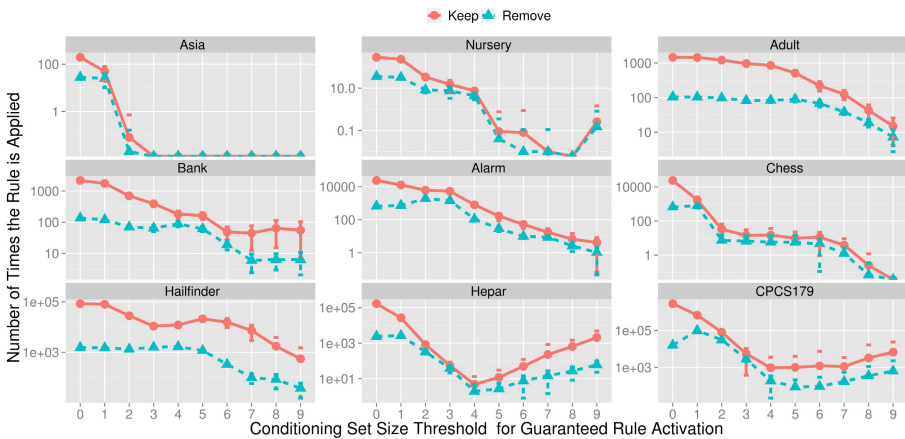 Keep Remove
Asia Nursery Adult
100
1
10.0
0.1
1000
100
10
Bank Alarm Chess
1000
100
10
10000
100
1
10000
100
1
Hailfinder Hepar CPCS179
1e+05
1e+03
1e+05
1e+03
1e+01
1e+05
1e+03
0 1 2 3 4 5 6 7 8 9 0 1 2 3 4 5 6 7 8 9 0 1 2 3 4 5 6 7 8 9
Conditioning Set Size Threshold for Guaranteed Rule Activation
Number of Times the Rule is Applied